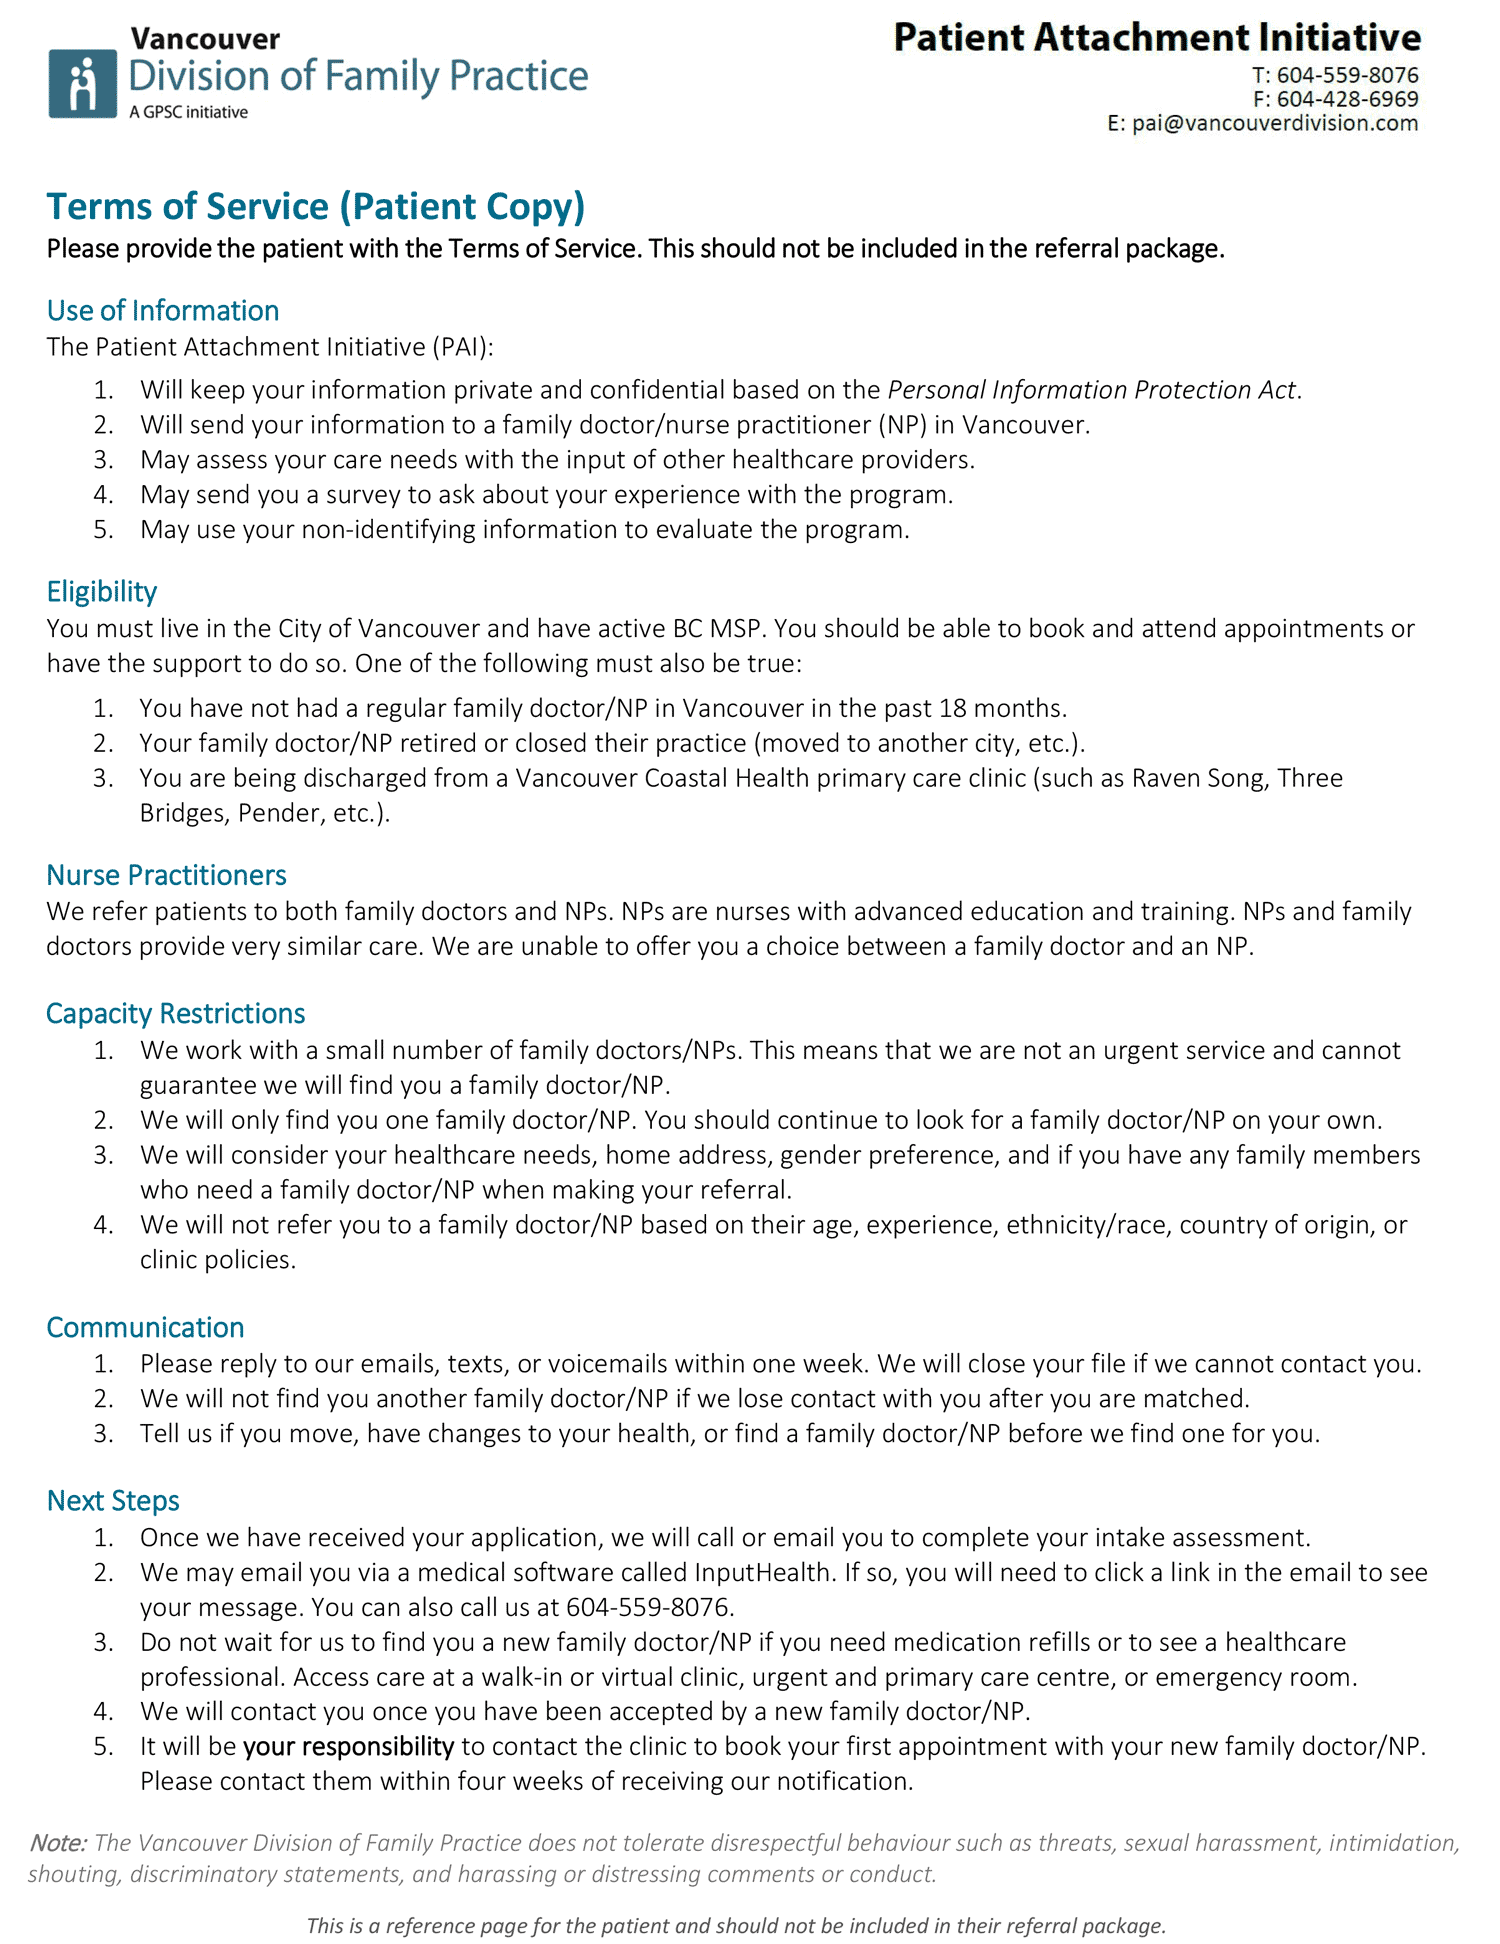 Vancouver
Division of Family Practice
A GPSC initiative
Patient Attachment Initiative
T: 604-559-8076
F: 604-428-6969
E: pai@vancouverdivision.com
Terms of Service (Patient Copy)
Please provide the patient with the Terms of Service. This should not be included in the referral package.
Use of Information
The Patient Attachment Initiative (PAI):
1. Will keep your information private and confidential based on the Personal Information Protection Act.
2. Will send your information to a family doctor/nurse practitioner (NP) in Vancouver.
3. May assess your care needs with the input of other healthcare providers.
4. May send you a survey to ask about your experience with the program.
5. May use your non-identifying information to evaluate the program.
Eligibility
You must live in the City of Vancouver and have active BC MSP. You should be able to book and attend appointments or
have the support to do so. One of the following must also be true:
1. You have not had a regular family doctor/NP in Vancouver in the past 18 months.
2. Your family doctor/NP retired or closed their practice (moved to another city, etc.).
3. You are being discharged from a Vancouver Coastal Health primary care clinic (such as Raven Song, Three
Bridges, Pender, etc.).
Nurse Practitioners
We refer patients to both family doctors and NPs. NPs are nurses with advanced education and training. NPs and family
doctors provide very similar care. We are unable to offer you a choice between a family doctor and an NP.
Capacity Restrictions
1. We work with a small number of family doctors/NPs. This means that we are not an urgent service and cannot
guarantee we will find you a family doctor/NP.
2. We will only find you one family doctor/NP. You should continue to look for a family doctor/NP on your own.
3. We will consider your healthcare needs, home address, gender preference, and if you have any family members
who need a family doctor/NP when making your referral.
4. We will not refer you to a family doctor/NP based on their age, experience, ethnicity/race, country of origin, or
clinic policies.
Communication
1. Please reply to our emails, texts, or voicemails within one week. We will close your file if we cannot contact you.
2. We will not find you another family doctor/NP if we lose contact with you after you are matched.
3. Tell us if you move, have changes to your health, or find a family doctor/NP before we find one for you.
Next Steps
1. Once we have received your application, we will call or email you to complete your intake assessment.
2. We may email you via a medical software called InputHealth. If so, you will need to click a link in the email to see
your message. You can also call us at 604-559-8076.
3. Do not wait for us to find you a new family doctor/NP if you need medication refills or to see a healthcare
professional. Access care at a walk-in or virtual clinic, urgent and primary care centre, or emergency room.
4. We will contact you once you have been accepted by a new family doctor/NP.
5. It will be your responsibility to contact the clinic to book your first appointment with your new family doctor/NP.
Please contact them within four weeks of receiving our notification.
Note: The Vancouver Division of Family Practice does not tolerate disrespectful behaviour such as threats, sexual harassment, intimidation,
shouting, discriminatory statements, and harassing or distressing comments or conduct.
This is a reference page for the patient and should not be included in their referral package.